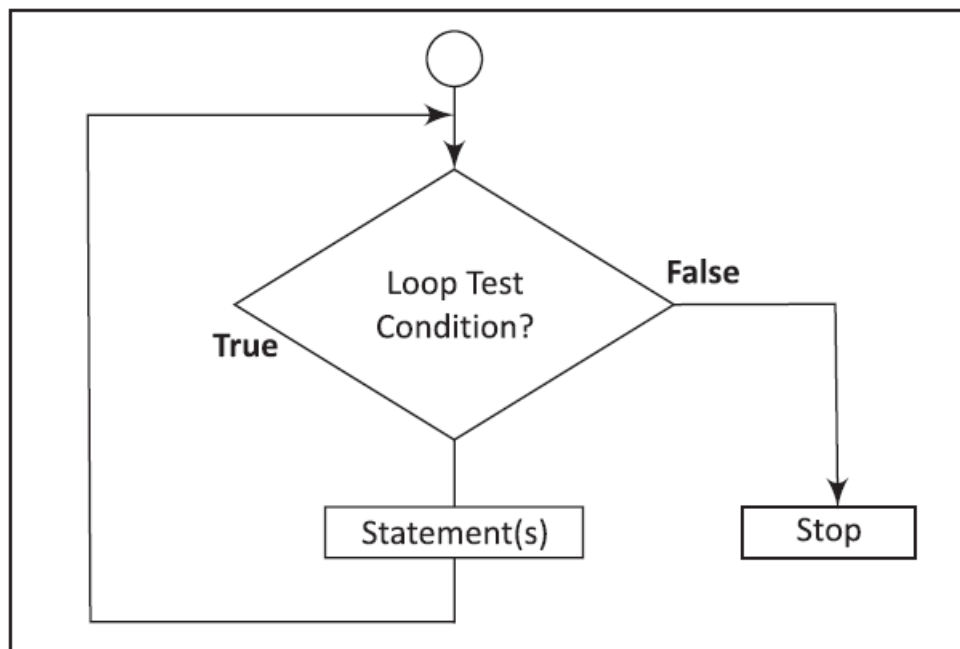 Loop Test
Condition?
False
True
Statement(s)
Stop